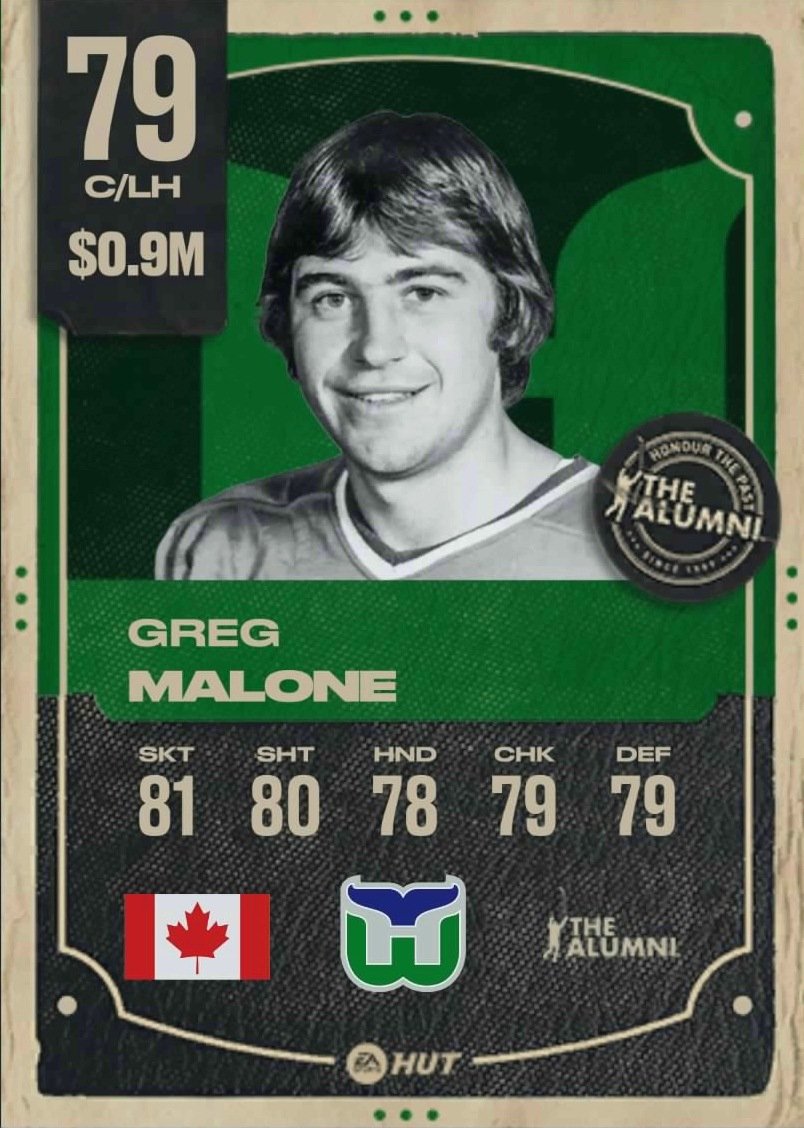 79
C/LH
$0.9M
HONOUR THE PAST
THE
ALUMNI
GREG
MALONE
SKT SHT HND CHK DEF
81 80 78 79 79
THE
ALUMNI
EA
HUT